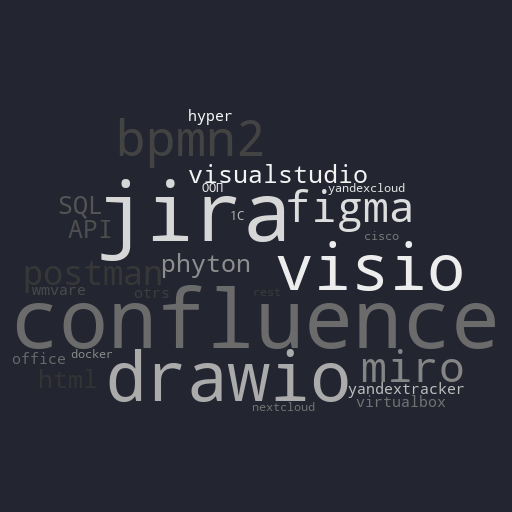 hyper
bpmn2
visualstudio
ООП
yandexcloud
jira
figma
SQL
1С
API
cisco
phyton
visio
postman
wmvare
otrs
rest
confluence
office
docker
drawio
miro
html
yandextracker
nextcloud
virtualbox